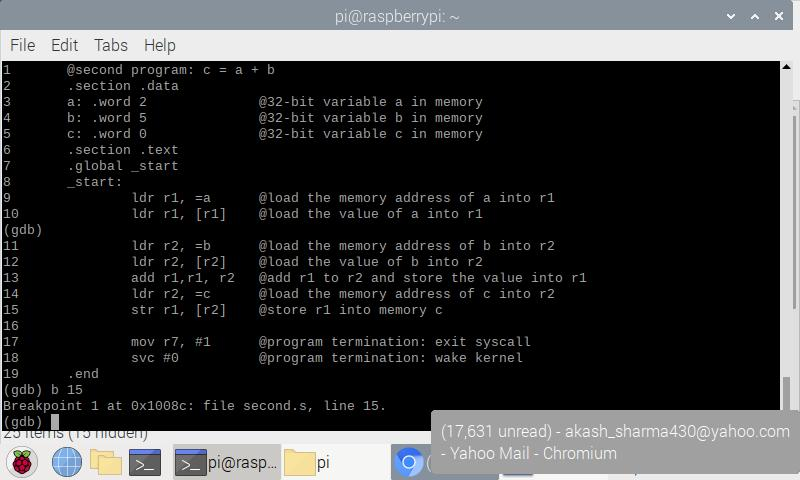 pi@raspberrypi: ~
File Edit Tabs Help
1 @second program: c = a + b
2 .section .data
3 a: .word 2 @32-bit variable a in memory
4 b: .word 5 @32-bit variable b in memory
5 c: .word 0 @32-bit variable c in memory
6 .section .text
7 .global _start
8 _start:
9 ldr r1, =a @load the memory address of a into r1
10 ldr r1, [r1] @load the value of a into r1
(gdb)
11 ldr r2, =b @load the memory address of b into r2
12 ldr r2, [r2] @load the value of b into r2
13 add r1,r1, r2 @add r1 to r2 and store the value into r1
14 ldr r2, =c @load the memory address of c into r2
15 str r1, [r2] @store r1 into memory c
16
17 mov r7, #1 @program termination: exit syscall
18 svc #0 @program termination: wake kernel
19 .end
(gdb) b 15
Breakpoint 1 at 0x1008c: file second.s, line 15.
(gdb)
25 items (15 hidden)
(17,631 unread) - akash_sharma430@yahoo.com
- Yahoo Mail - Chromium
pi@rasp... pi